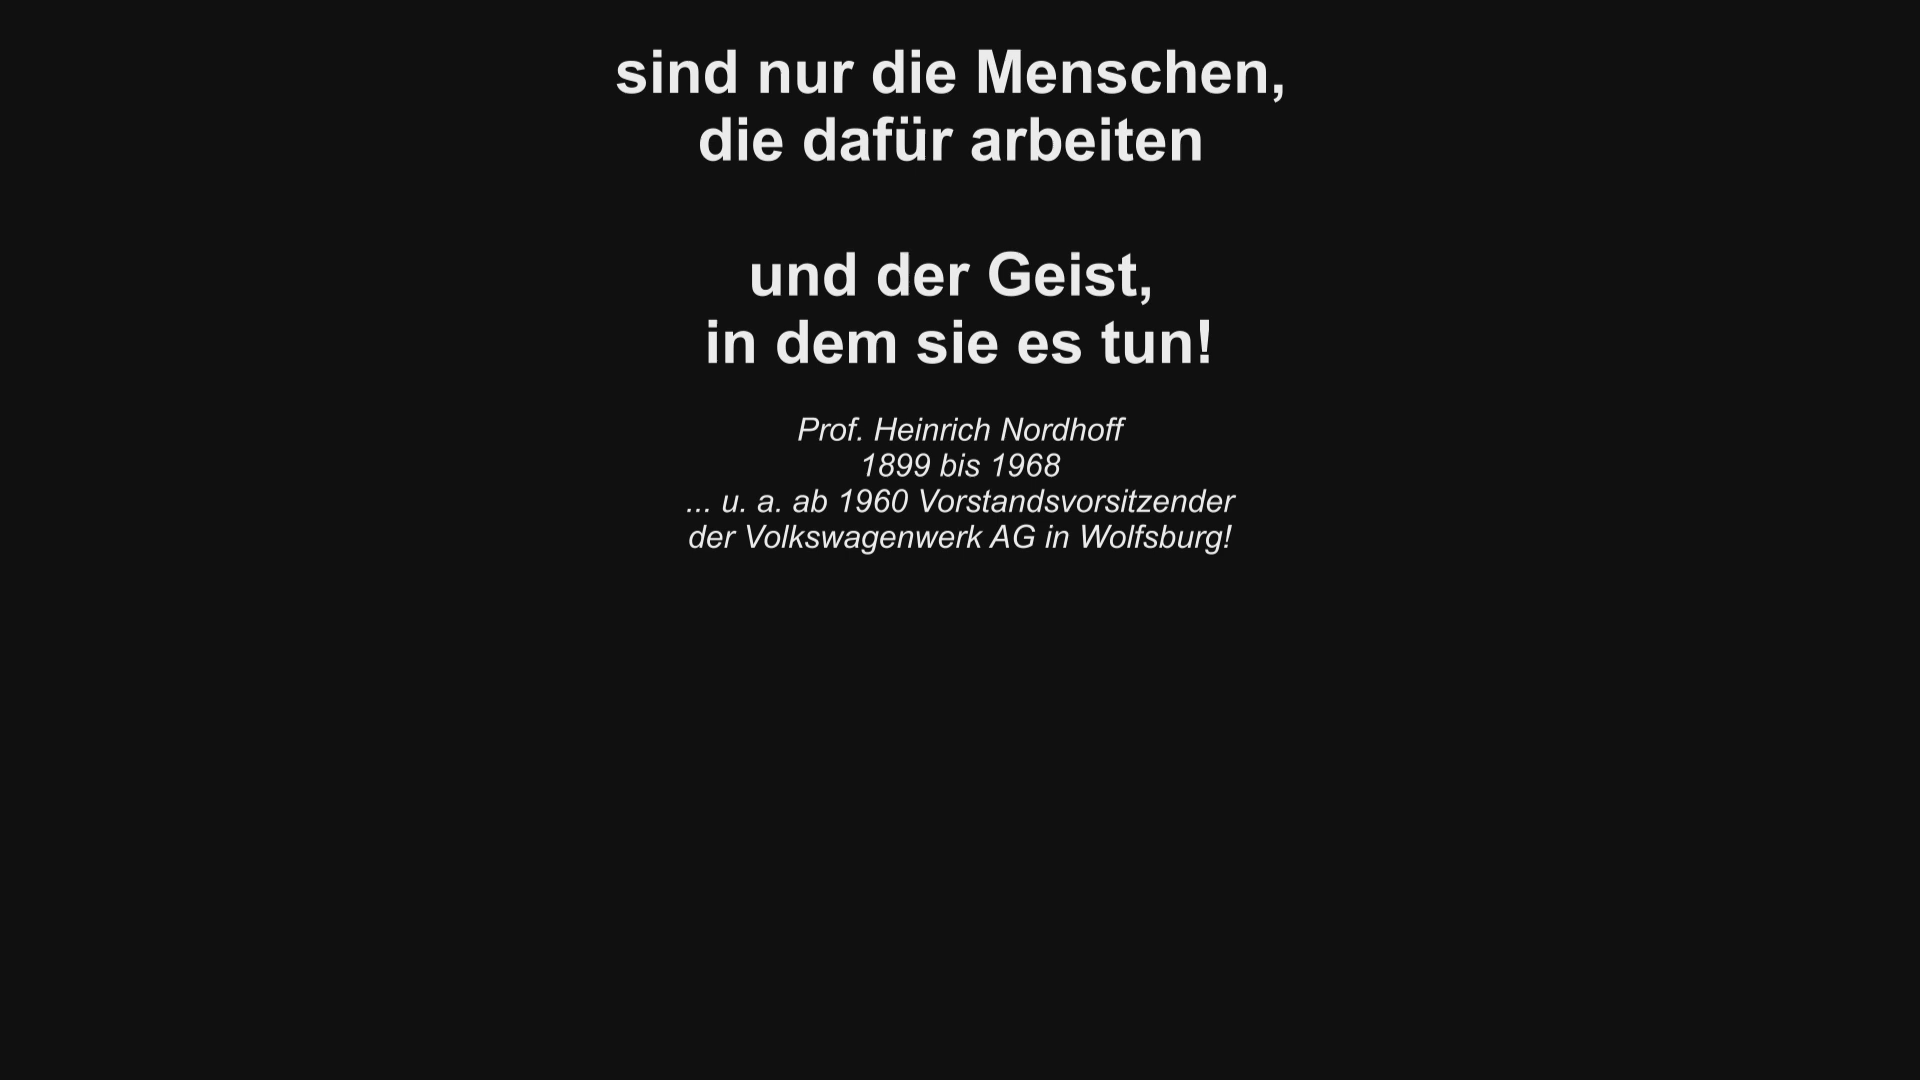 sind nur die Menschen,
die dafür arbeiten
und der Geist,
in dem sie es tun!
Prof. Heinrich Nordhoff
1899 bis 1968
... u. a. ab 1960 Vorstandsvorsitzender
der Volkswagenwerk AG in Wolfsburg!